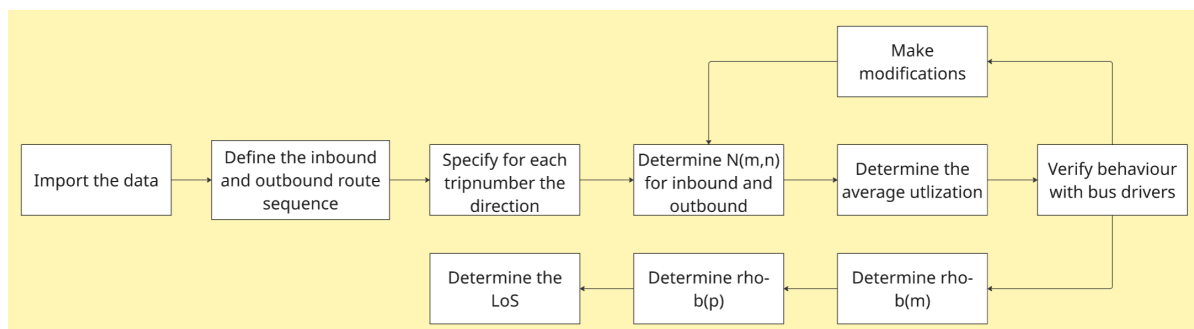 Make
modifications
Import the data
Define the inbound
and outbound route
sequence
Specify for each
tripnumber the
direction
Determine N(m,n)
for inbound and
outbound
Determine the
average utlization
Verify behaviour
with bus drivers
Determine the
LoS
Determine rho-
b(p)
Determine rho-
b(m)